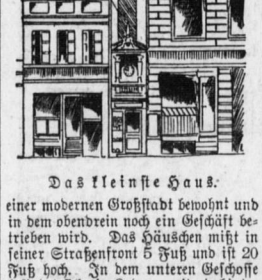 Das kleinste Haus.
einer modernen Großstadt bewohnt und
in dem obendrein noch ein Geschäft be-
trieben wird. Das Häuschen mißt in
seiner Straßenfront 5 Fuß und ist 20
Fuß hoch. In dem unteren Geschosse